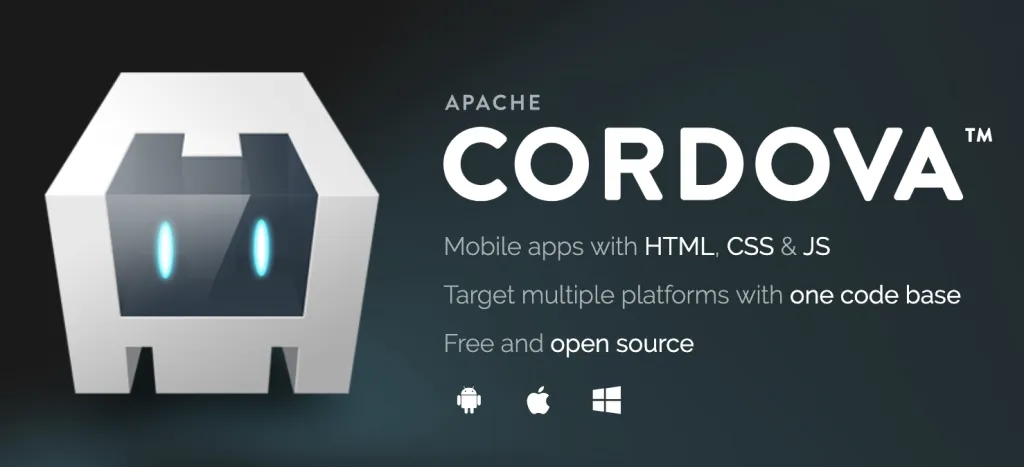 APACHE
CORDOVA™
Mobile apps with HTML, CSS & JS
Target multiple platforms with one code base
Free and open source